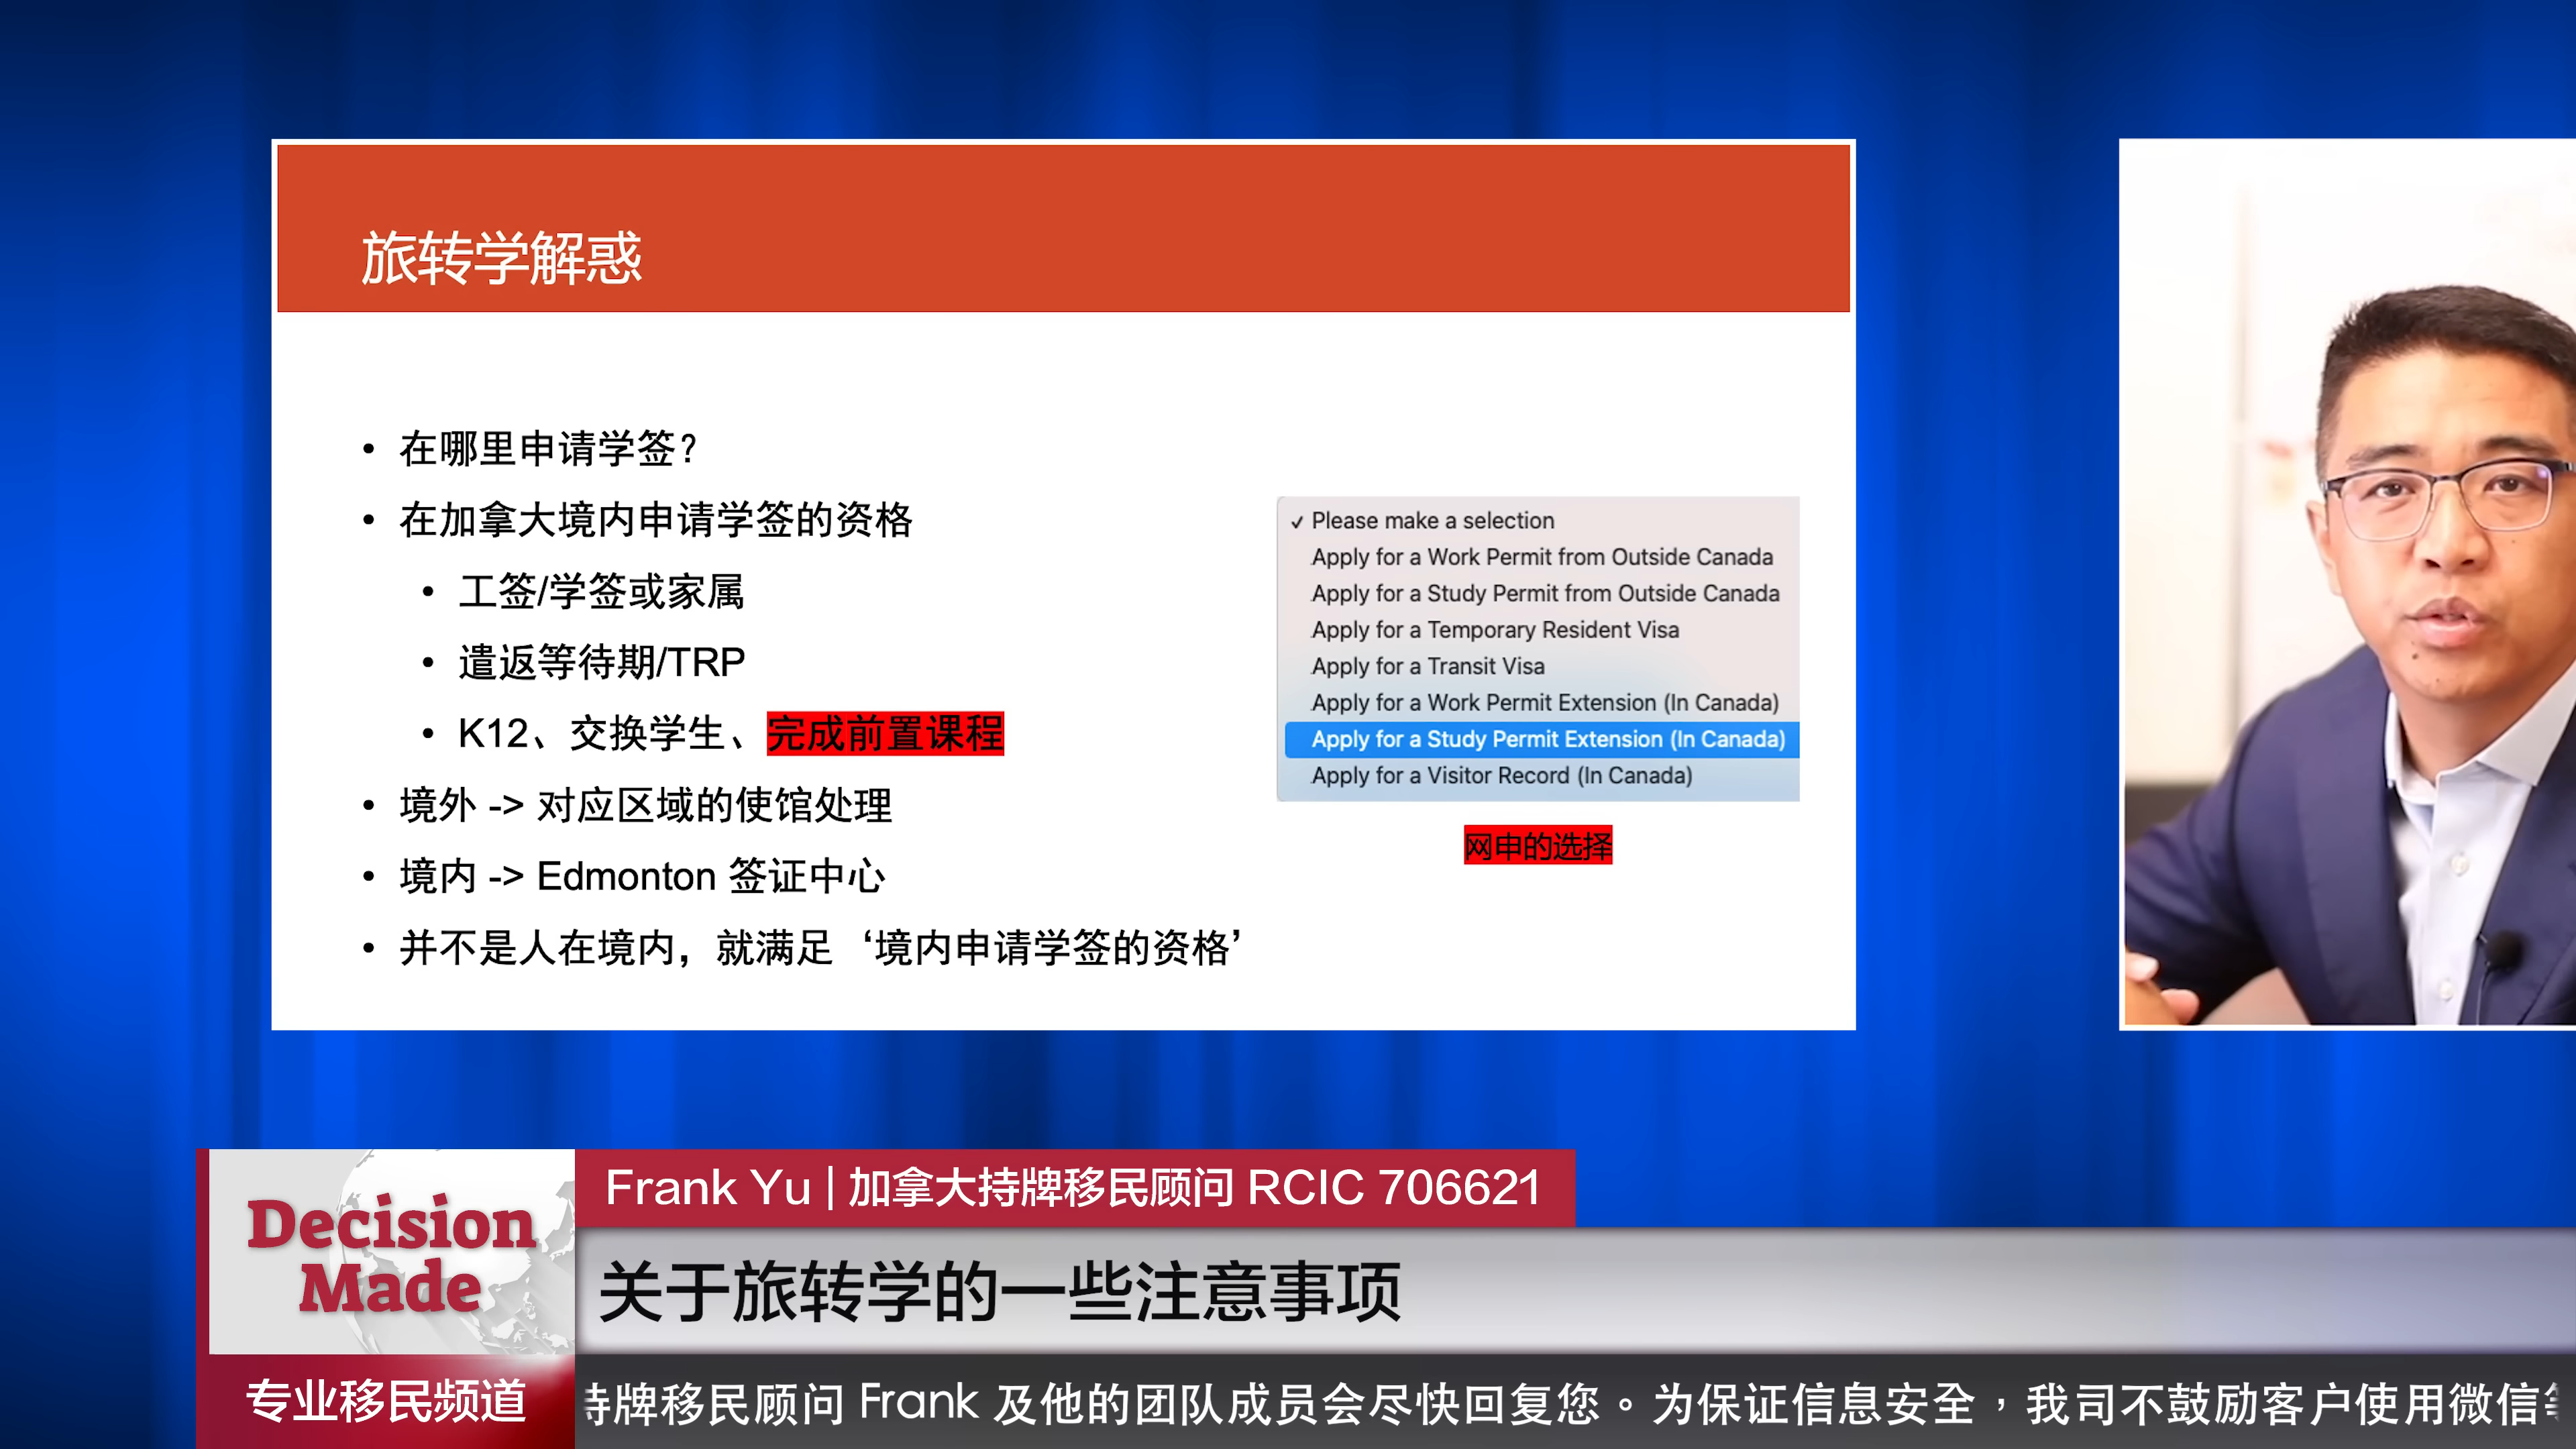 旅转学解惑
• 在哪里申请学签？
• 在加拿大境内申请学签的资格
• 工签/学签或家属
• 遣返等待期/TRP
• K12、交换学生、完成前置课程
• 境外 -> 对应区域的使馆处理
• 境内 -> Edmonton 签证中心
• 并不是人在境内，就满足‘境内申请学签的资格’
✓ Please make a selection
Apply for a Work Permit from Outside Canada
Apply for a Study Permit from Outside Canada
Apply for a Temporary Resident Visa
Apply for a Transit Visa
Apply for a Work Permit Extension (In Canada)
Apply for a Study Permit Extension (In Canada)
Apply for a Visitor Record (In Canada)
网申的选择
Decision
Made
专业移民频道
Frank Yu | 加拿大持牌移民顾问 RCIC 706621
关于旅转学的一些注意事项
持牌移民顾问 Frank 及他的团队成员会尽快回复您。为保证信息安全，我司不鼓励客户使用微信